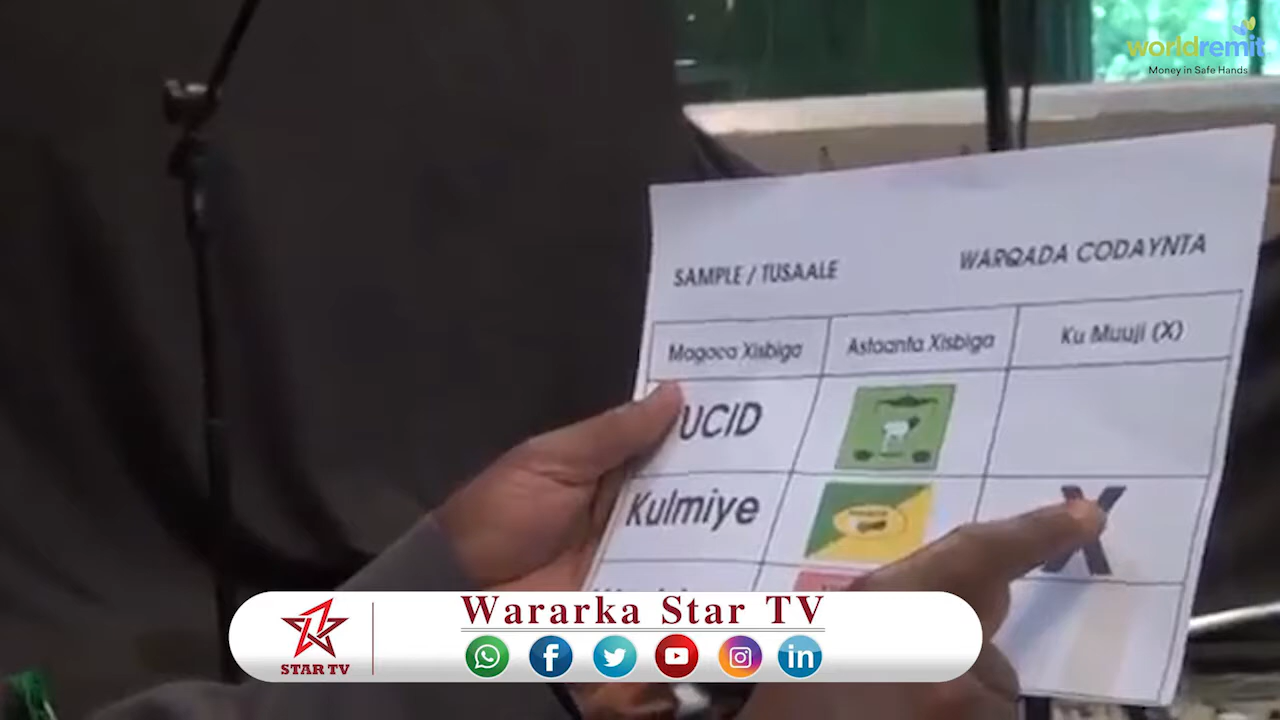 worldremit
Money in Safe Hands
SAMPLE / TUSAALE
WARQADA CODAYNTA
Magaca Xisbiga
Astaanta Xisbiga
Ku Muuji (X)
UCID
Kulmiye
X
Wararka Star TV
STAR TV